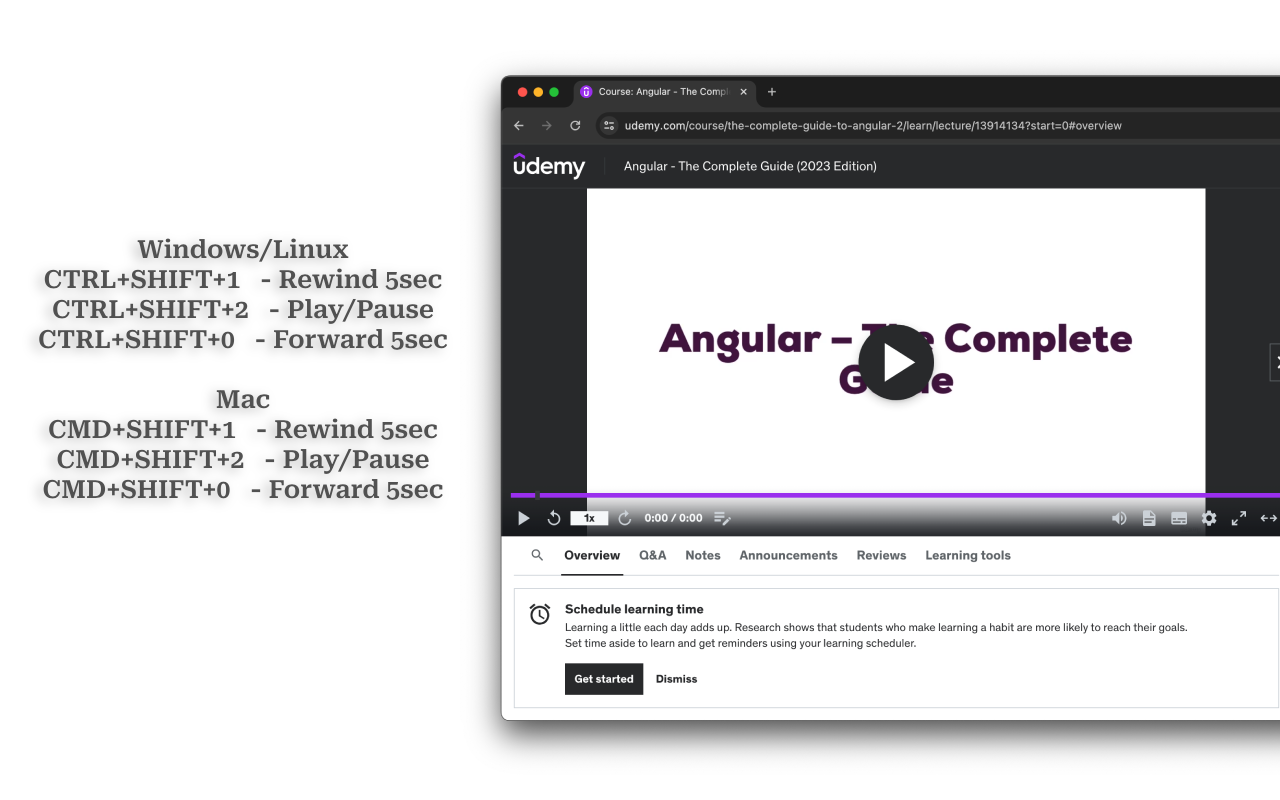 Windows/Linux
CTRL+SHIFT+1 - Rewind 5sec
CTRL+SHIFT+2 - Play/Pause
CTRL+SHIFT+0 - Forward 5sec
Mac
CMD+SHIFT+1 - Rewind 5sec
CMD+SHIFT+2 - Play/Pause
CMD+SHIFT+0 - Forward 5sec
Course: Angular - The Compl
udemy.com/course/the-complete-guide-to-angular-2/learn/lecture/13914134?start=0#overview
ûdemy
Angular - The Complete Guide (2023 Edition)
Angular – The Complete
1x
0:00 / 0:00
Overview
Q&A
Notes
Announcements
Reviews
Learning tools
Schedule learning time
Learning a little each day adds up. Research shows that students who make learning a habit are more likely to reach their goals.
Set time aside to learn and get reminders using your learning scheduler.
Get started
Dismiss